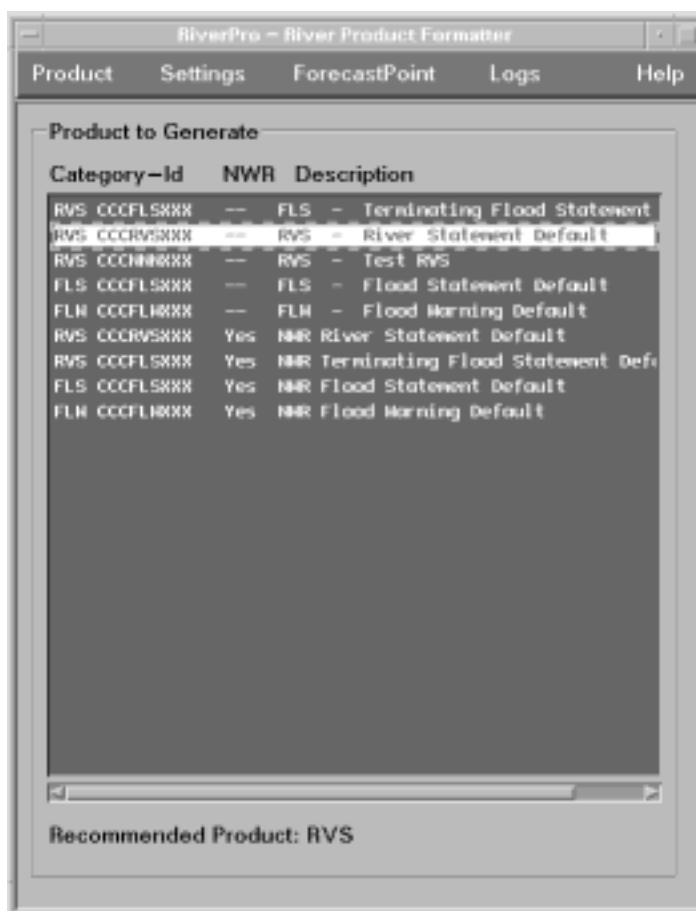 RiverPro - River Product Formatter
Product Settings ForecastPoint Logs Help
Product to Generate
Category-Id NWR Description
RVS CCCFLSXXX -- FLS - Terminating Flood Statement
RVS CCCRVSXXX -- RVS - River Statement Default
RVS CCCNNNXXX -- RVS - Test RVS
FLS CCCFLSXXX -- FLS - Flood Statement Default
FLW CCCFLWXXX -- FLW - Flood Warning Default
RVS CCCRVSXXX Yes NWR River Statement Default
RVS CCCFLSXXX Yes NWR Terminating Flood Statement Def
FLS CCCFLSXXX Yes NWR Flood Statement Default
FLW CCCFLWXXX Yes NWR Flood Warning Default
Recommended Product: RVS